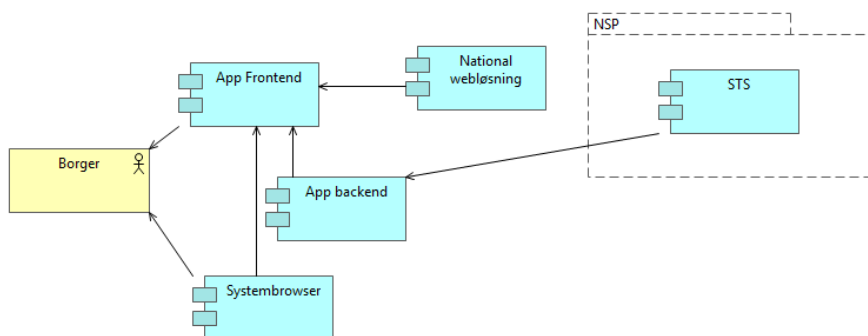 NSP
App Frontend
National
webløsning
STS
Borger
App backend
Systembrowser